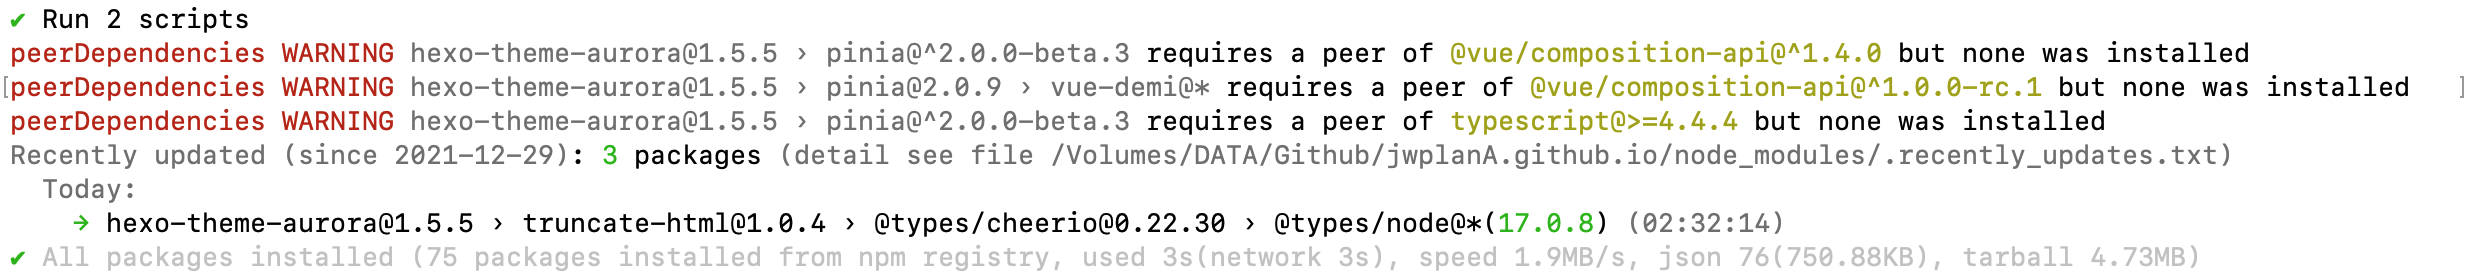 ✔ Run 2 scripts
peerDependencies WARNING hexo-theme-aurora@1.5.5 › pinia@^2.0.0-beta.3 requires a peer of @vue/composition-api@^1.4.0 but none was installed
[peerDependencies WARNING hexo-theme-aurora@1.5.5 › pinia@2.0.9 › vue-demi@* requires a peer of @vue/composition-api@^1.0.0-rc.1 but none was installed ]
peerDependencies WARNING hexo-theme-aurora@1.5.5 › pinia@^2.0.0-beta.3 requires a peer of typescript@>=4.4.4 but none was installed
Recently updated (since 2021-12-29): 3 packages (detail see file /Volumes/DATA/Github/jwplanA.github.io/node_modules/.recently_updates.txt)
Today:
→ hexo-theme-aurora@1.5.5 › truncate-html@1.0.4 › @types/cheerio@0.22.30 › @types/node@*(17.0.8) (02:32:14)
✔ All packages installed (75 packages installed from npm registry, used 3s(network 3s), speed 1.9MB/s, json 76(750.88KB), tarball 4.73MB)